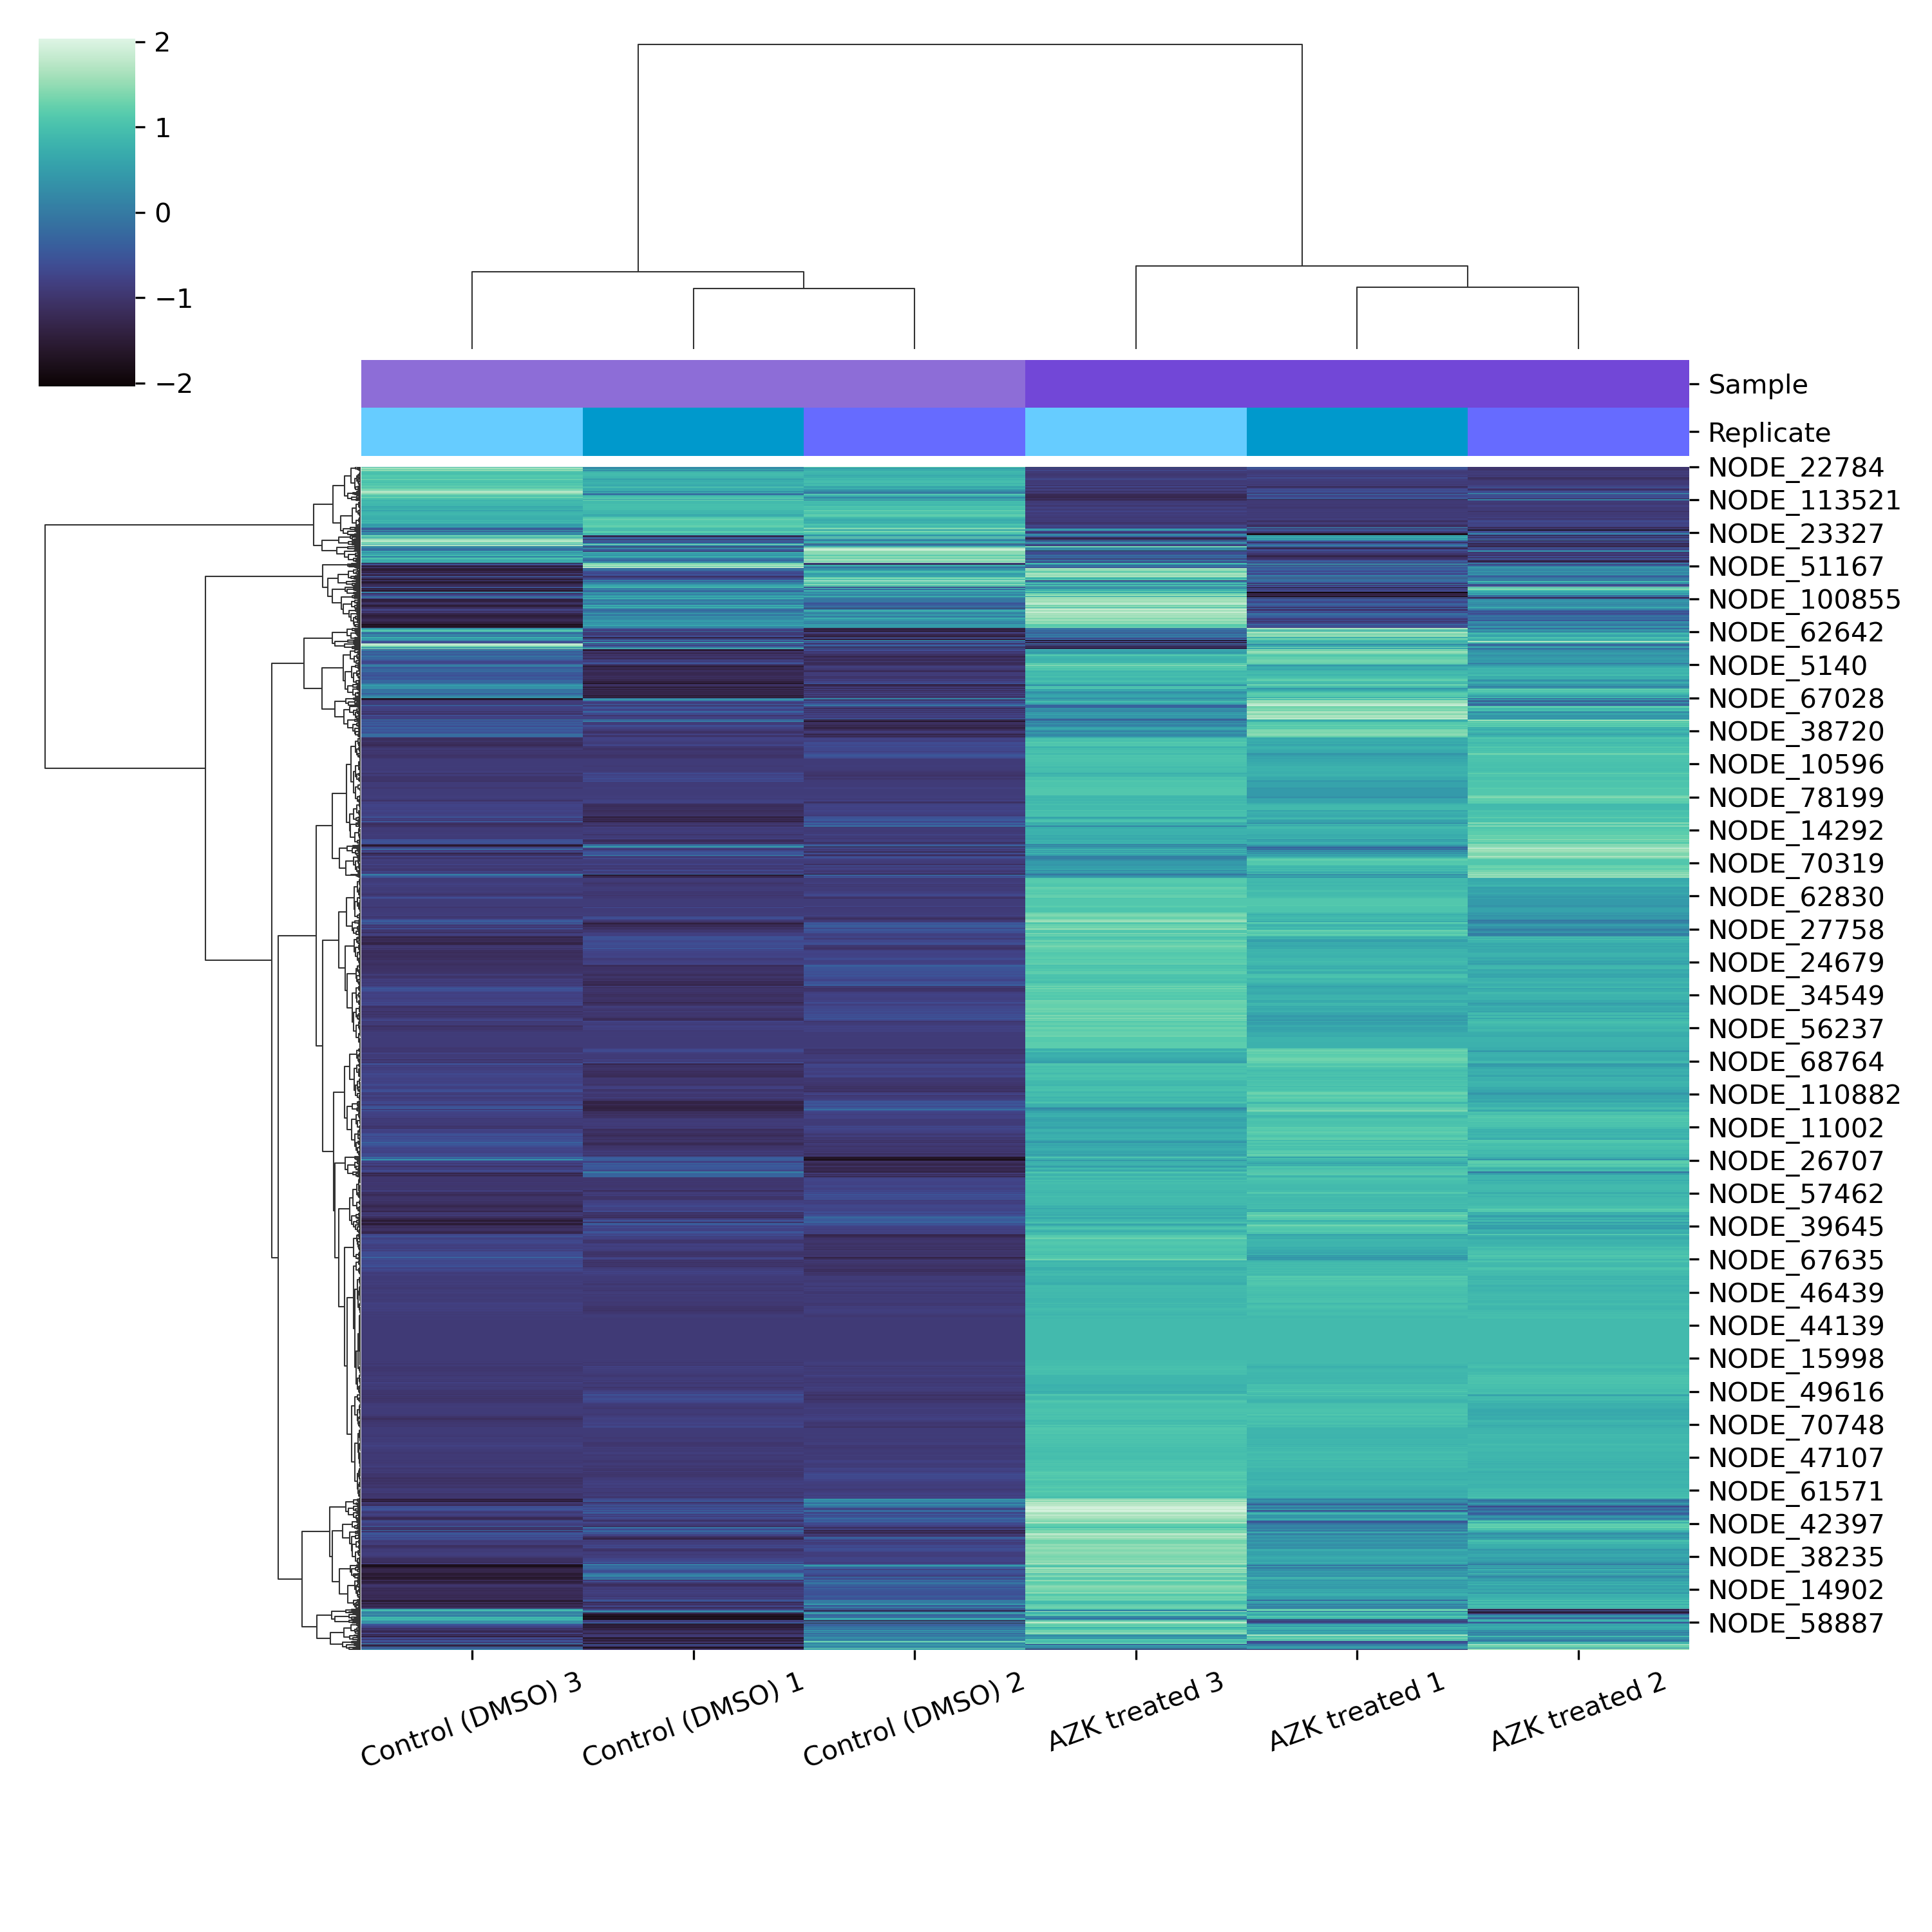 2
1
0
−1
−2
Sample
Replicate
NODE_22784
NODE_113521
NODE_23327
NODE_51167
NODE_100855
NODE_62642
NODE_5140
NODE_67028
NODE_38720
NODE_10596
NODE_78199
NODE_14292
NODE_70319
NODE_62830
NODE_27758
NODE_24679
NODE_34549
NODE_56237
NODE_68764
NODE_110882
NODE_11002
NODE_26707
NODE_57462
NODE_39645
NODE_67635
NODE_46439
NODE_44139
NODE_15998
NODE_49616
NODE_70748
NODE_47107
NODE_61571
NODE_42397
NODE_38235
NODE_14902
NODE_58887
Control (DMSO) 3
Control (DMSO) 1
Control (DMSO) 2
AZK treated 3
AZK treated 1
AZK treated 2